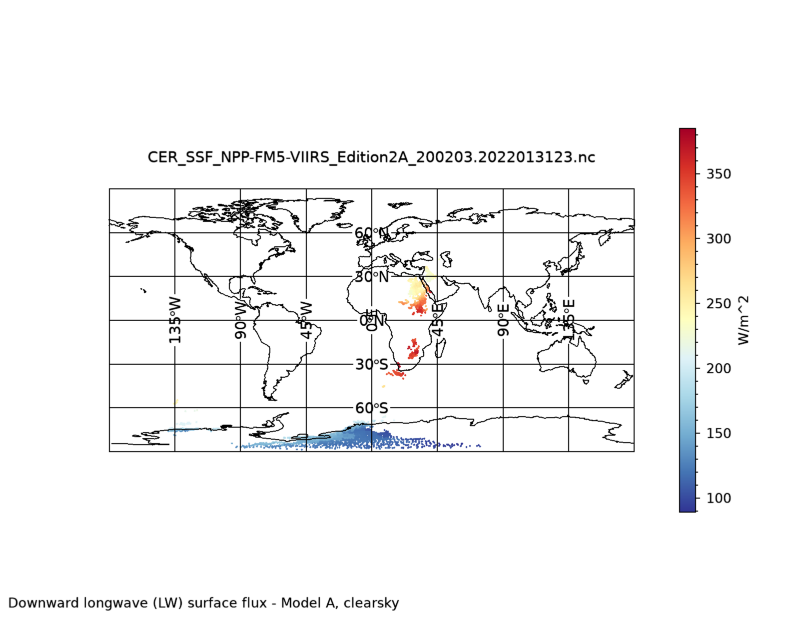 CER_SSF_NPP-FM5-VIIRS_Edition2A_200203.2022013123.nc
60°N
30°N
0°N
30°S
60°S
135°W
90°W
45°W
0°E
45°E
90°E
135°E
350
300
250
200
150
100
W/m^2
Downward longwave (LW) surface flux - Model A, clearsky